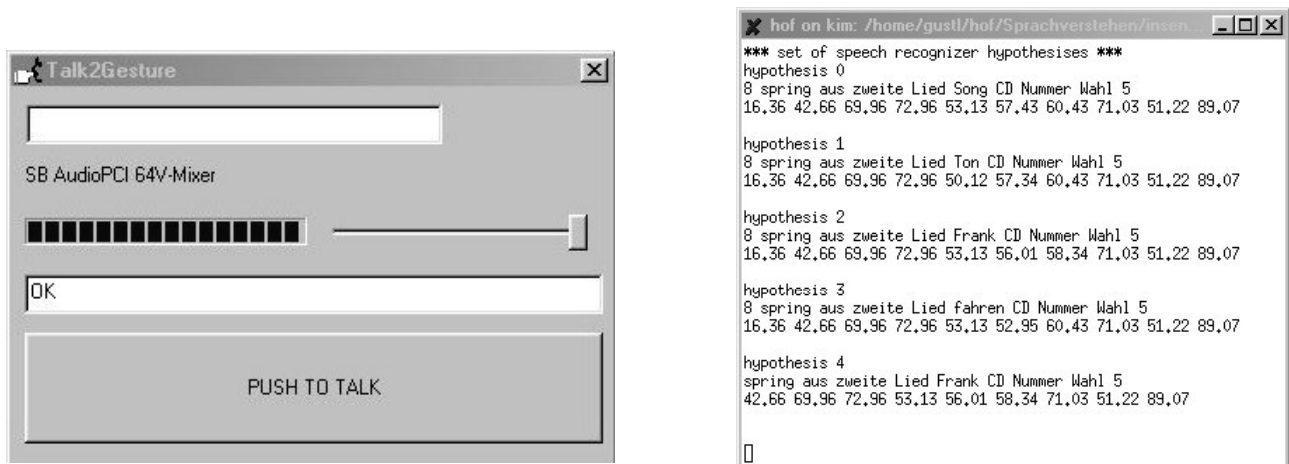 Talk2Gesture
SB AudioPCI 64V-Mixer
OK
PUSH TO TALK
hof on kim: /home/gustl/hof/Sprachverstehen/insen...
*** set of speech recognizer hypothesises ***
hypothesis 0
8 spring aus zweite Lied Song CD Nummer Wahl 5
16.36 42.66 69.96 72.96 53.13 57.43 60.43 71.03 51.22 89.07
hypothesis 1
8 spring aus zweite Lied Ton CD Nummer Wahl 5
16.36 42.66 69.96 72.96 50.12 57.34 60.43 71.03 51.22 89.07
hypothesis 2
8 spring aus zweite Lied Frank CD Nummer Wahl 5
16.36 42.66 69.96 72.96 53.13 56.01 58.34 71.03 51.22 89.07
hypothesis 3
8 spring aus zweite Lied fahren CD Nummer Wahl 5
16.36 42.66 69.96 72.96 53.13 52.95 60.43 71.03 51.22 89.07
hypothesis 4
spring aus zweite Lied Frank CD Nummer Wahl 5
42.66 69.96 72.96 53.13 56.01 58.34 71.03 51.22 89.07